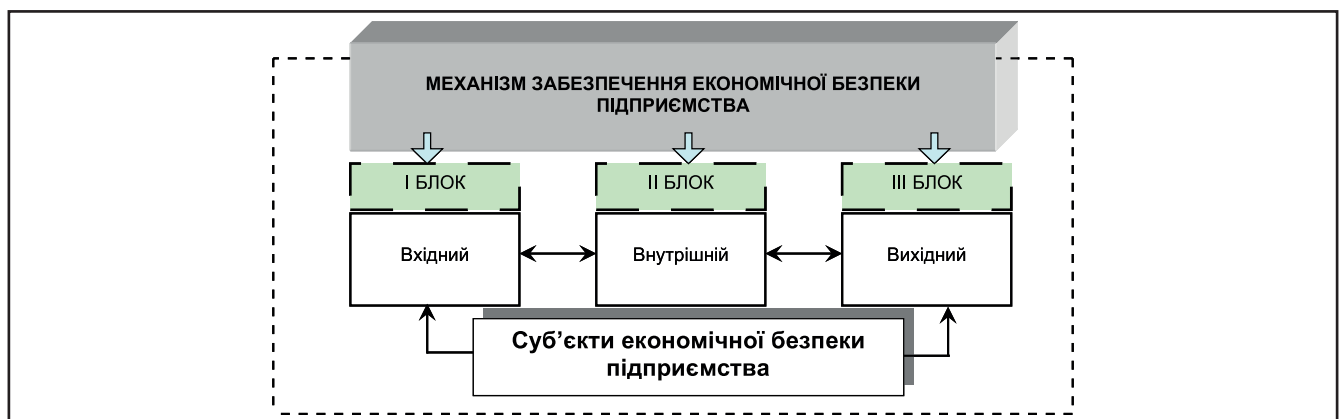 МЕХАНІЗМ ЗАБЕЗПЕЧЕННЯ ЕКОНОМІЧНОЇ БЕЗПЕКИ
ПІДПРИЄМСТВА
І БЛОК
ІІ БЛОК
ІІІ БЛОК
Вхідний
Внутрішній
Вихідний
Суб’єкти економічної безпеки
підприємства